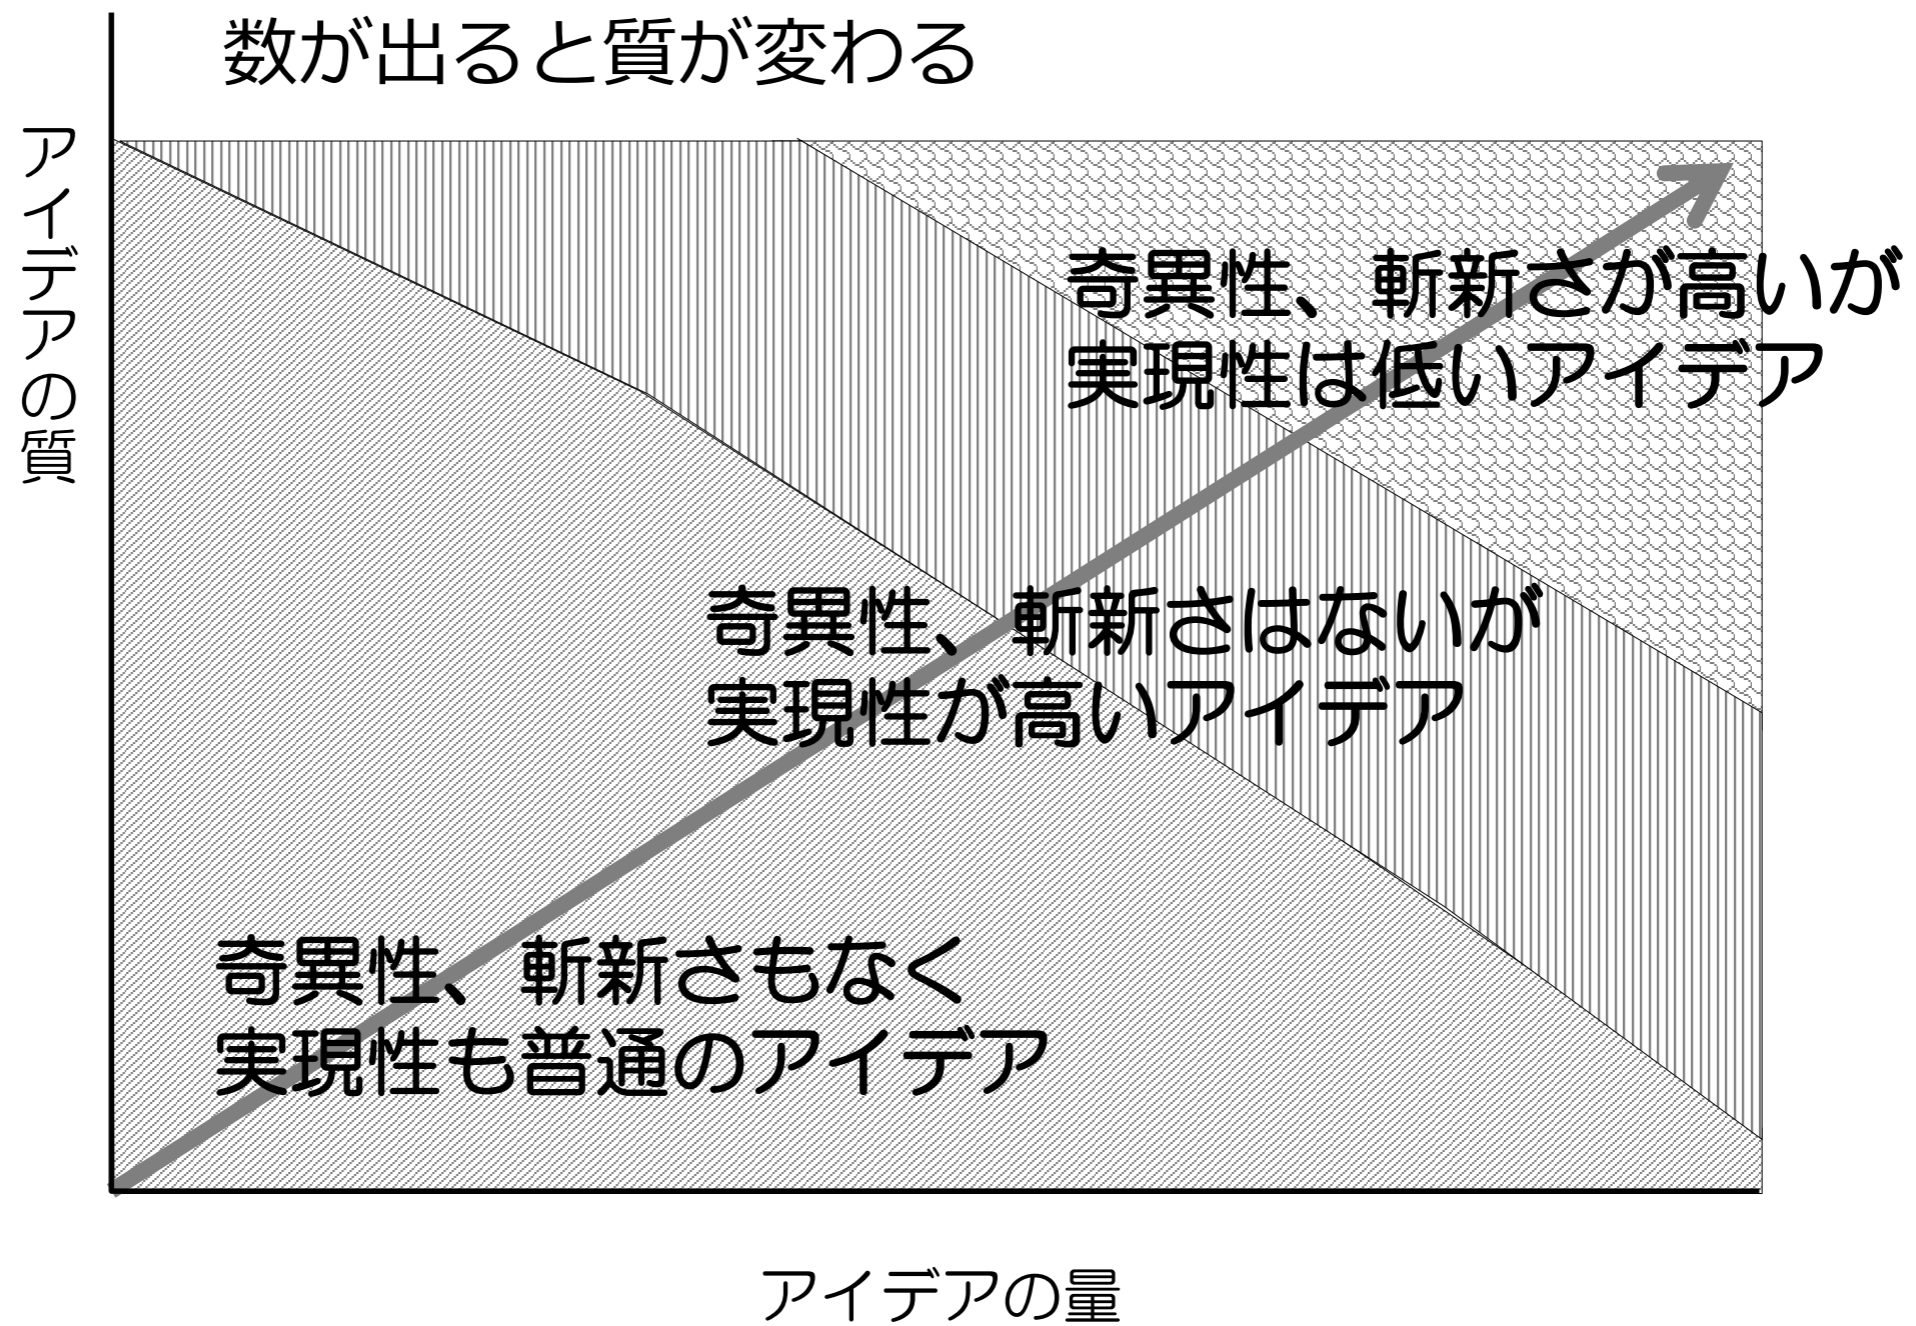 数が出ると質が変わる
アイデアの質
奇異性、斬新さが高いが
実現性は低いアイデア
奇異性、斬新さはないが
実現性が高いアイデア
奇異性、斬新さもなく
実現性も普通のアイデア
アイデアの量